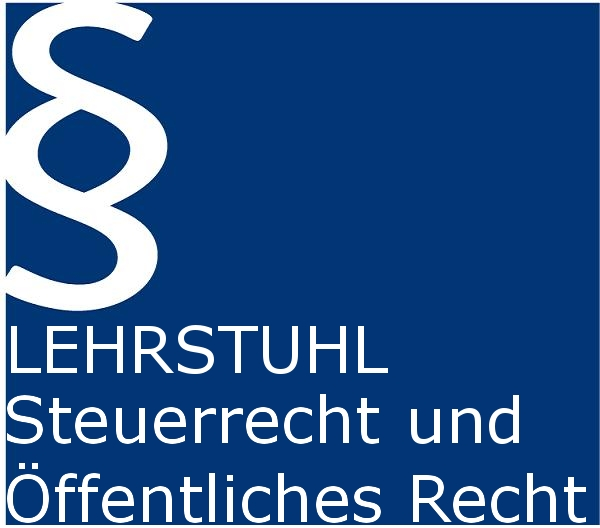 §
LEHRSTUHL
Steuerrecht und
Öffentliches Recht